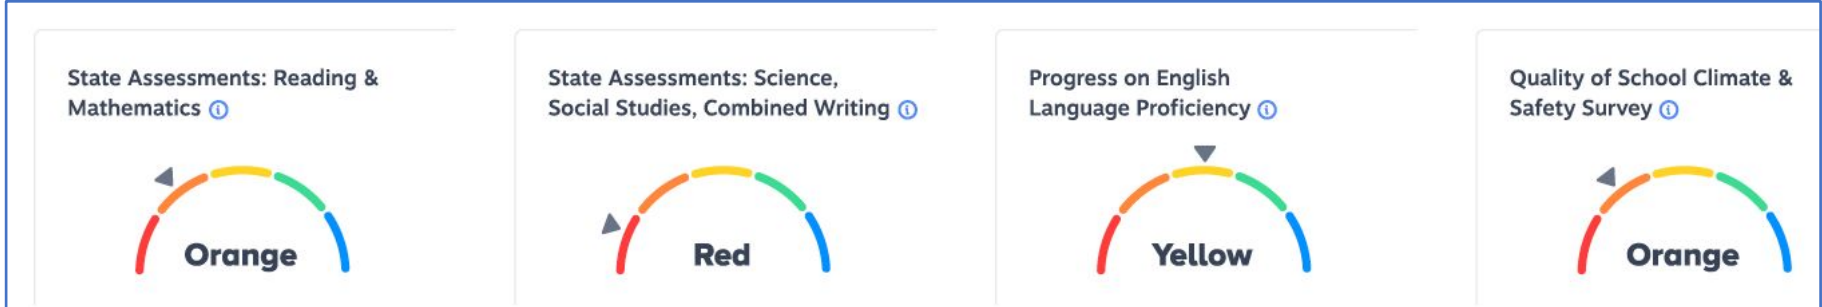 State Assessments: Reading &
Mathematics
Orange
State Assessments: Science,
Social Studies, Combined Writing
Red
Progress on English
Language Proficiency
Yellow
Quality of School Climate &
Safety Survey
Orange